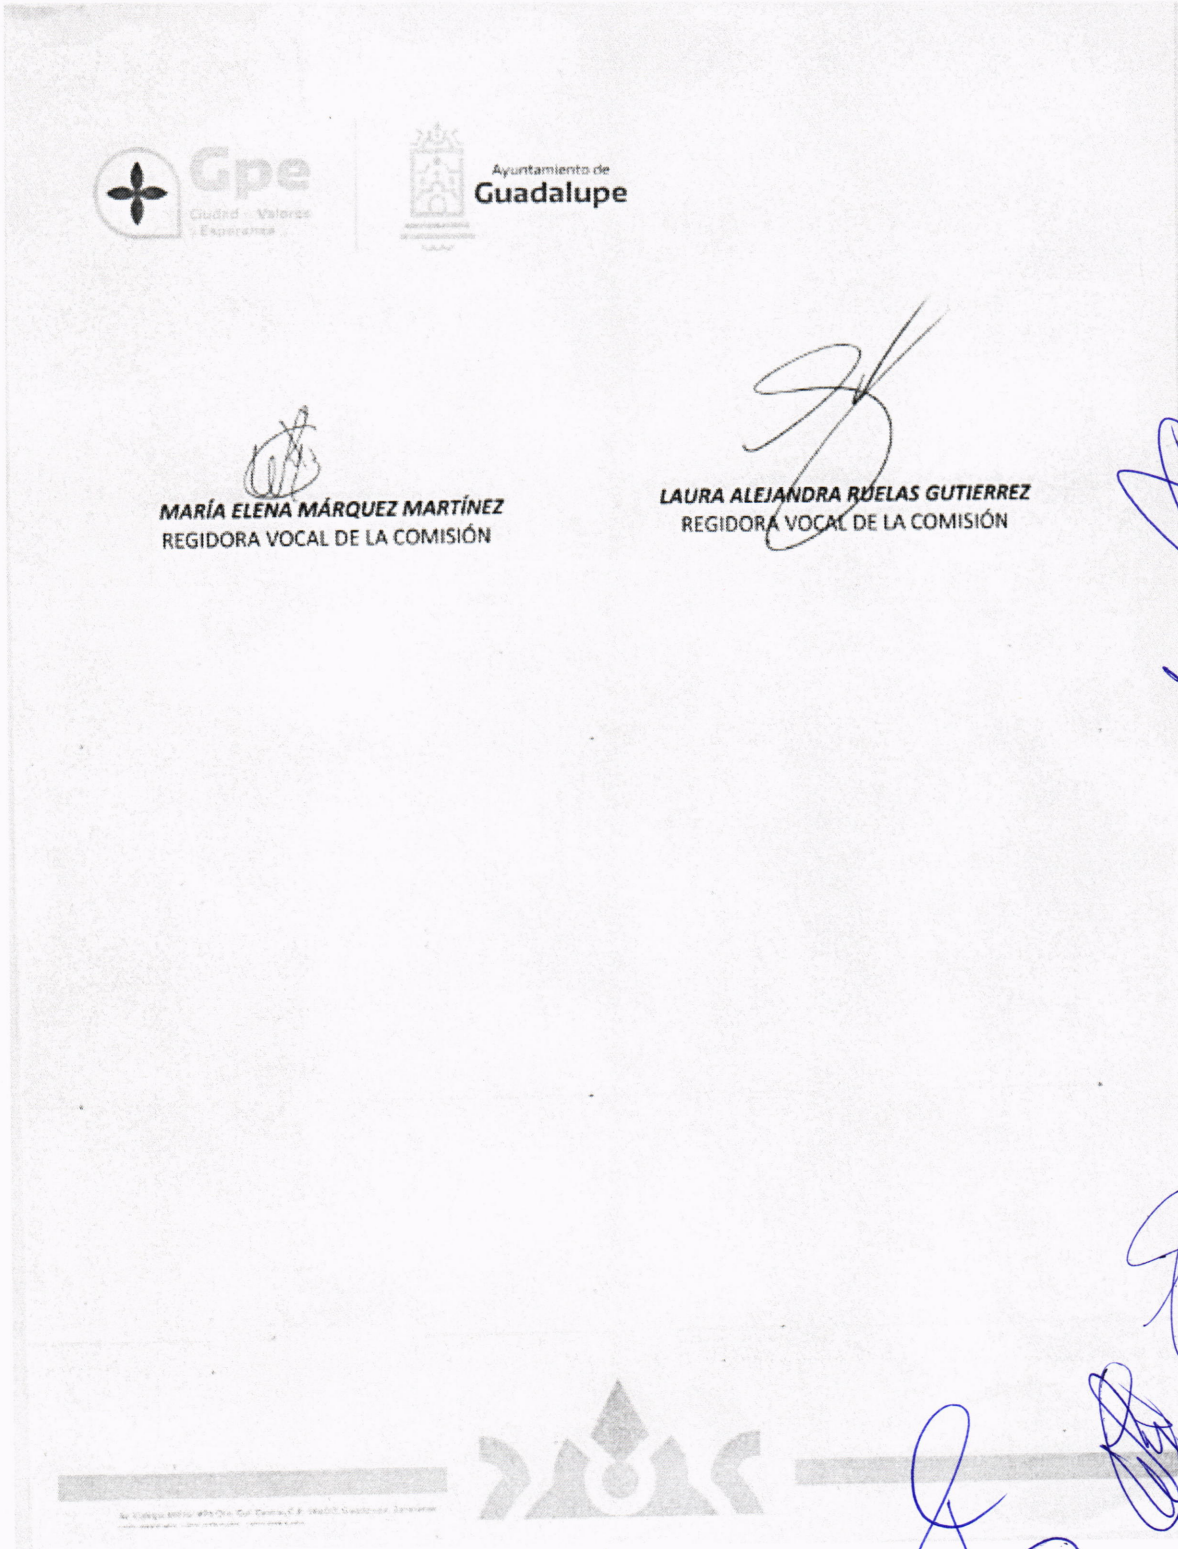 Gpe
Ciudad Valores
Esperanza
Ayuntamiento de
Guadalupe
MARÍA ELENA MÁRQUEZ MARTÍNEZ
REGIDORA VOCAL DE LA COMISIÓN
LAURA ALEJANDRA RUELAS GUTIERREZ
REGIDORA VOCAL DE LA COMISIÓN